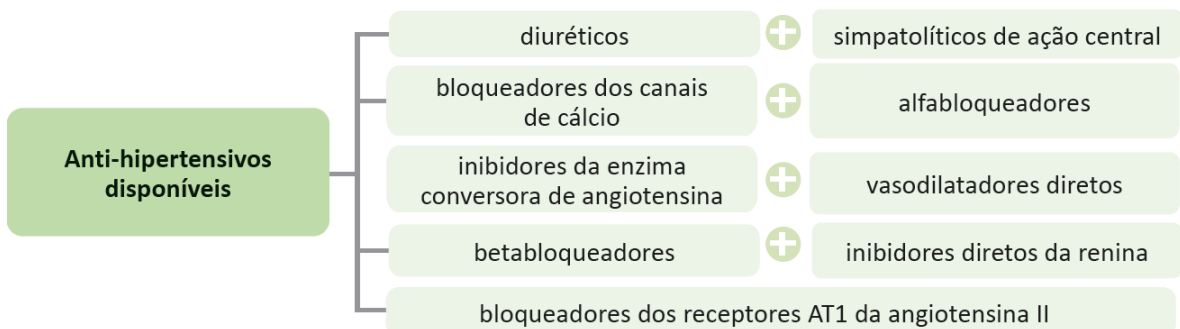 Anti-hipertensivos
disponíveis
diuréticos
simpatolíticos de ação central
bloqueadores dos canais
de cálcio
alfabloqueadores
inibidores da enzima
conversora de angiotensina
vasodilatadores diretos
betabloqueadores
inibidores diretos da renina
bloqueadores dos receptores AT1 da angiotensina II